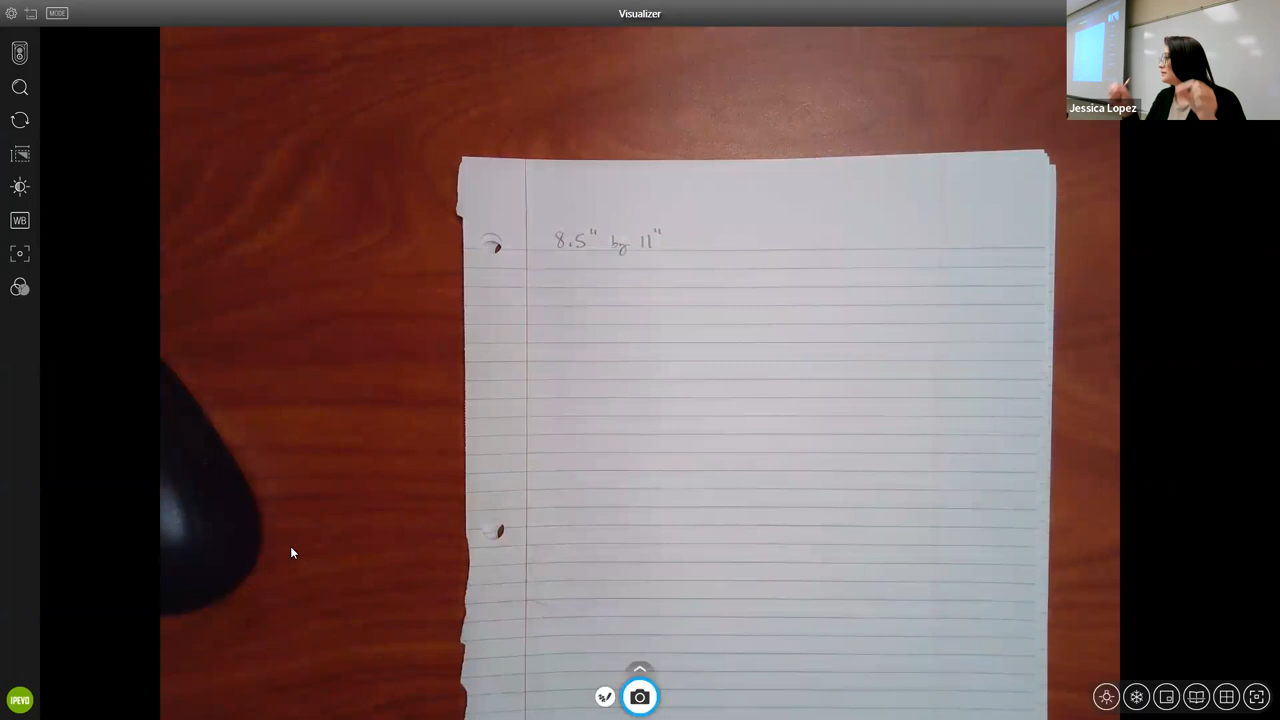 MODE
Visualizer
Jessica Lopez
WB
8.5" by 11"
IPEVO